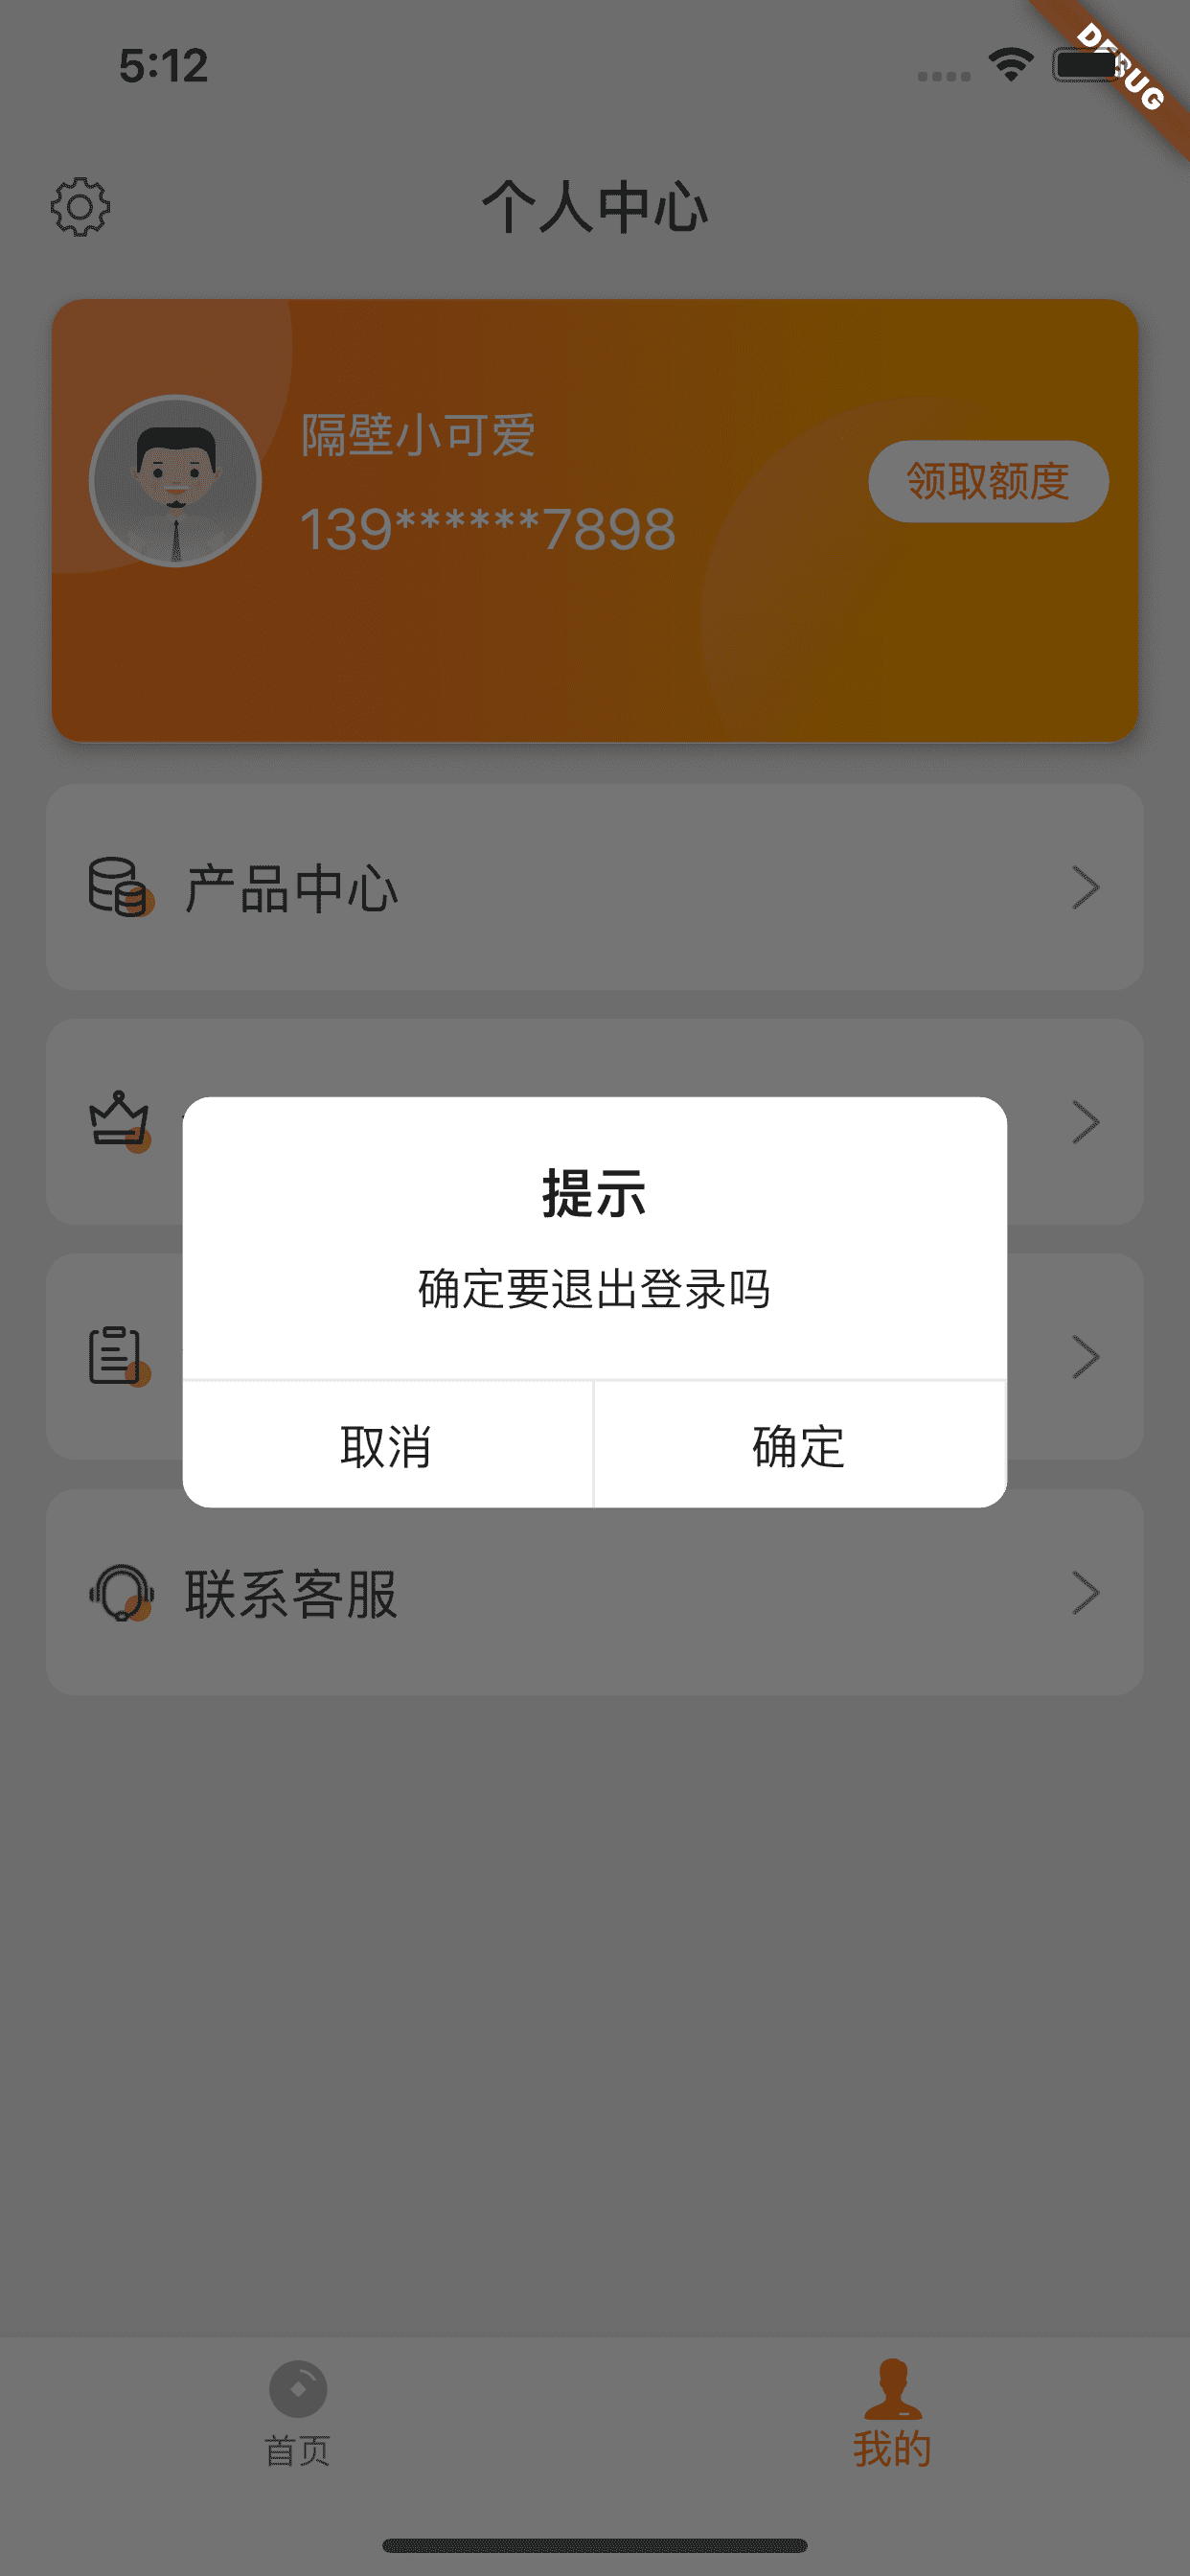 5:12
DEBUG
个人中心
隔壁小可爱
139******7898
领取额度
产品中心
提示
确定要退出登录吗
取消
确定
联系客服
首页
我的